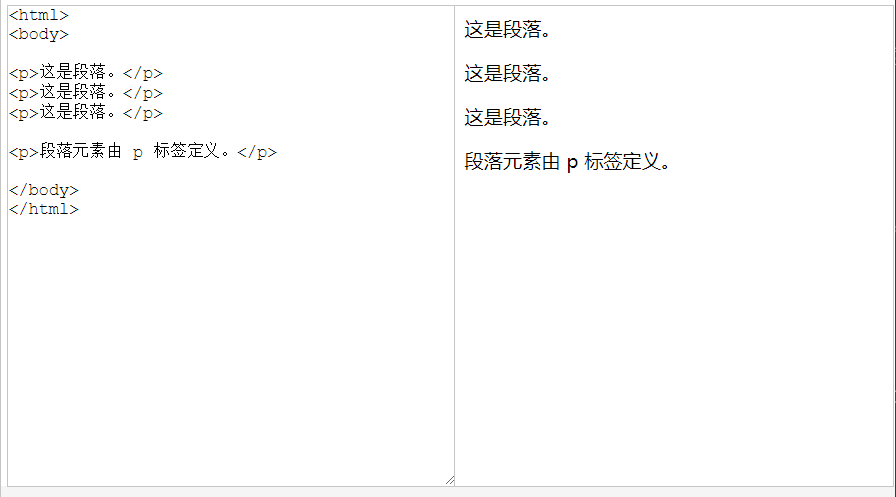 <html>
<body>
<p>这是段落。</p>
<p>这是段落。</p>
<p>这是段落。</p>
<p>段落元素由 p 标签定义。</p>
</body>
</html>
这是段落。
这是段落。
这是段落。
段落元素由 p 标签定义。